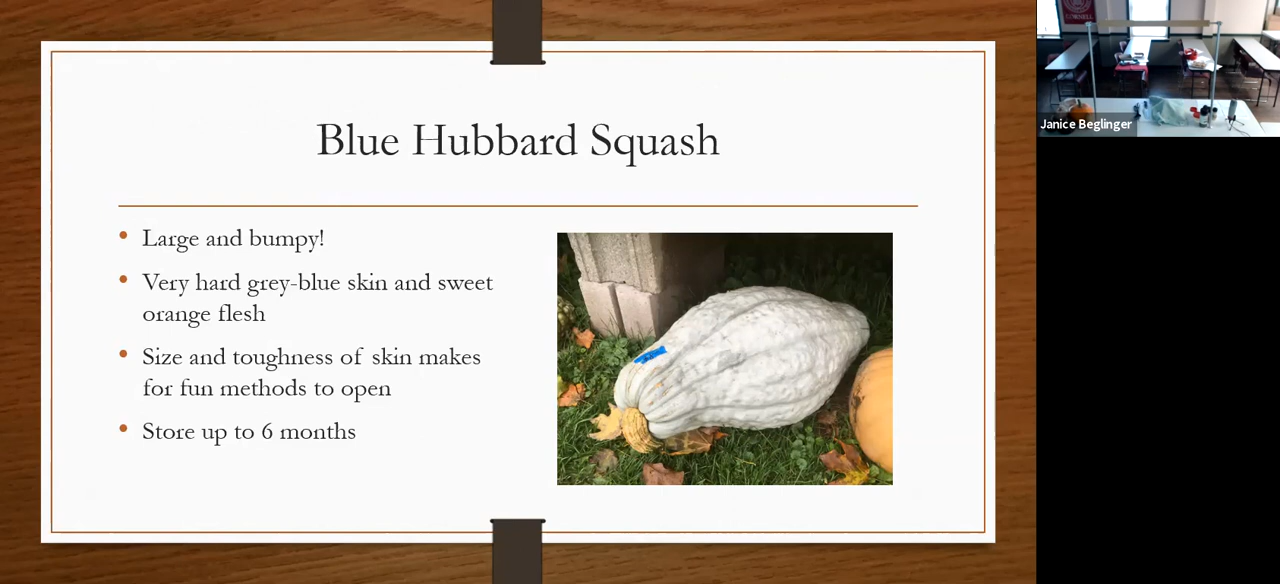 Blue Hubbard Squash
• Large and bumpy!
• Very hard grey-blue skin and sweet
orange flesh
• Size and toughness of skin makes
for fun methods to open
• Store up to 6 months
CORNELL
Janice Beglinger